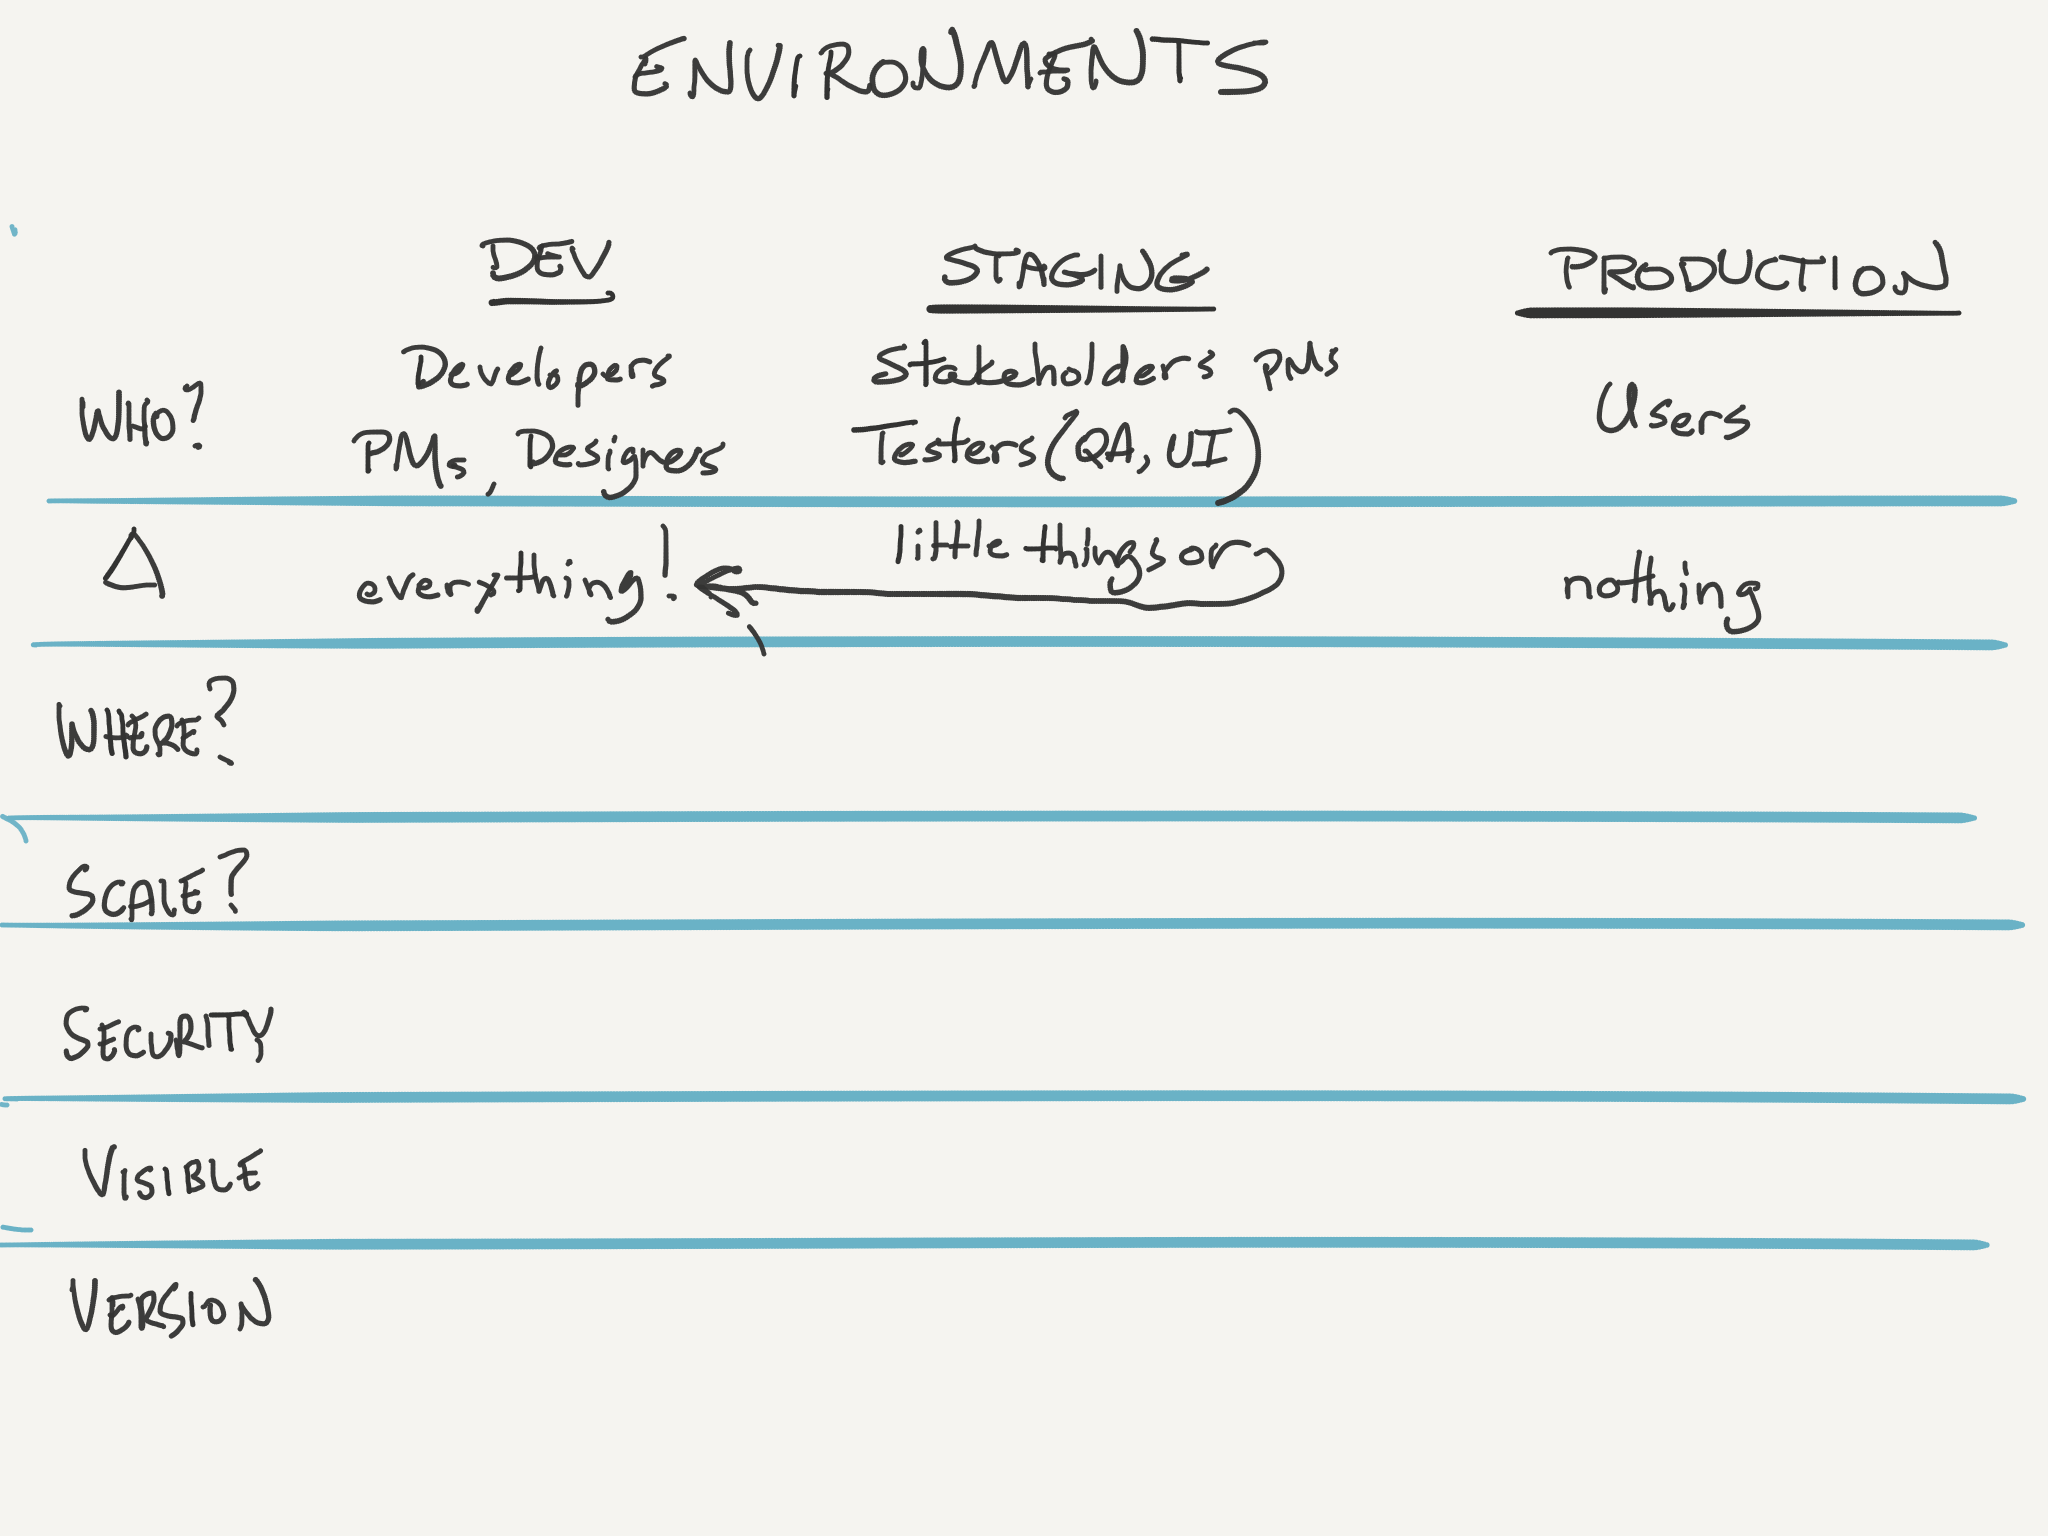 ENVIRONMENTS
DEV STAGING PRODUCTION
WHO? Developers Stakeholders PMs Users
PMs, Designers Testers (QA, UI)
Δ everything! little things or nothing
WHERE?
SCALE?
SECURITY
VISIBLE
VERSION